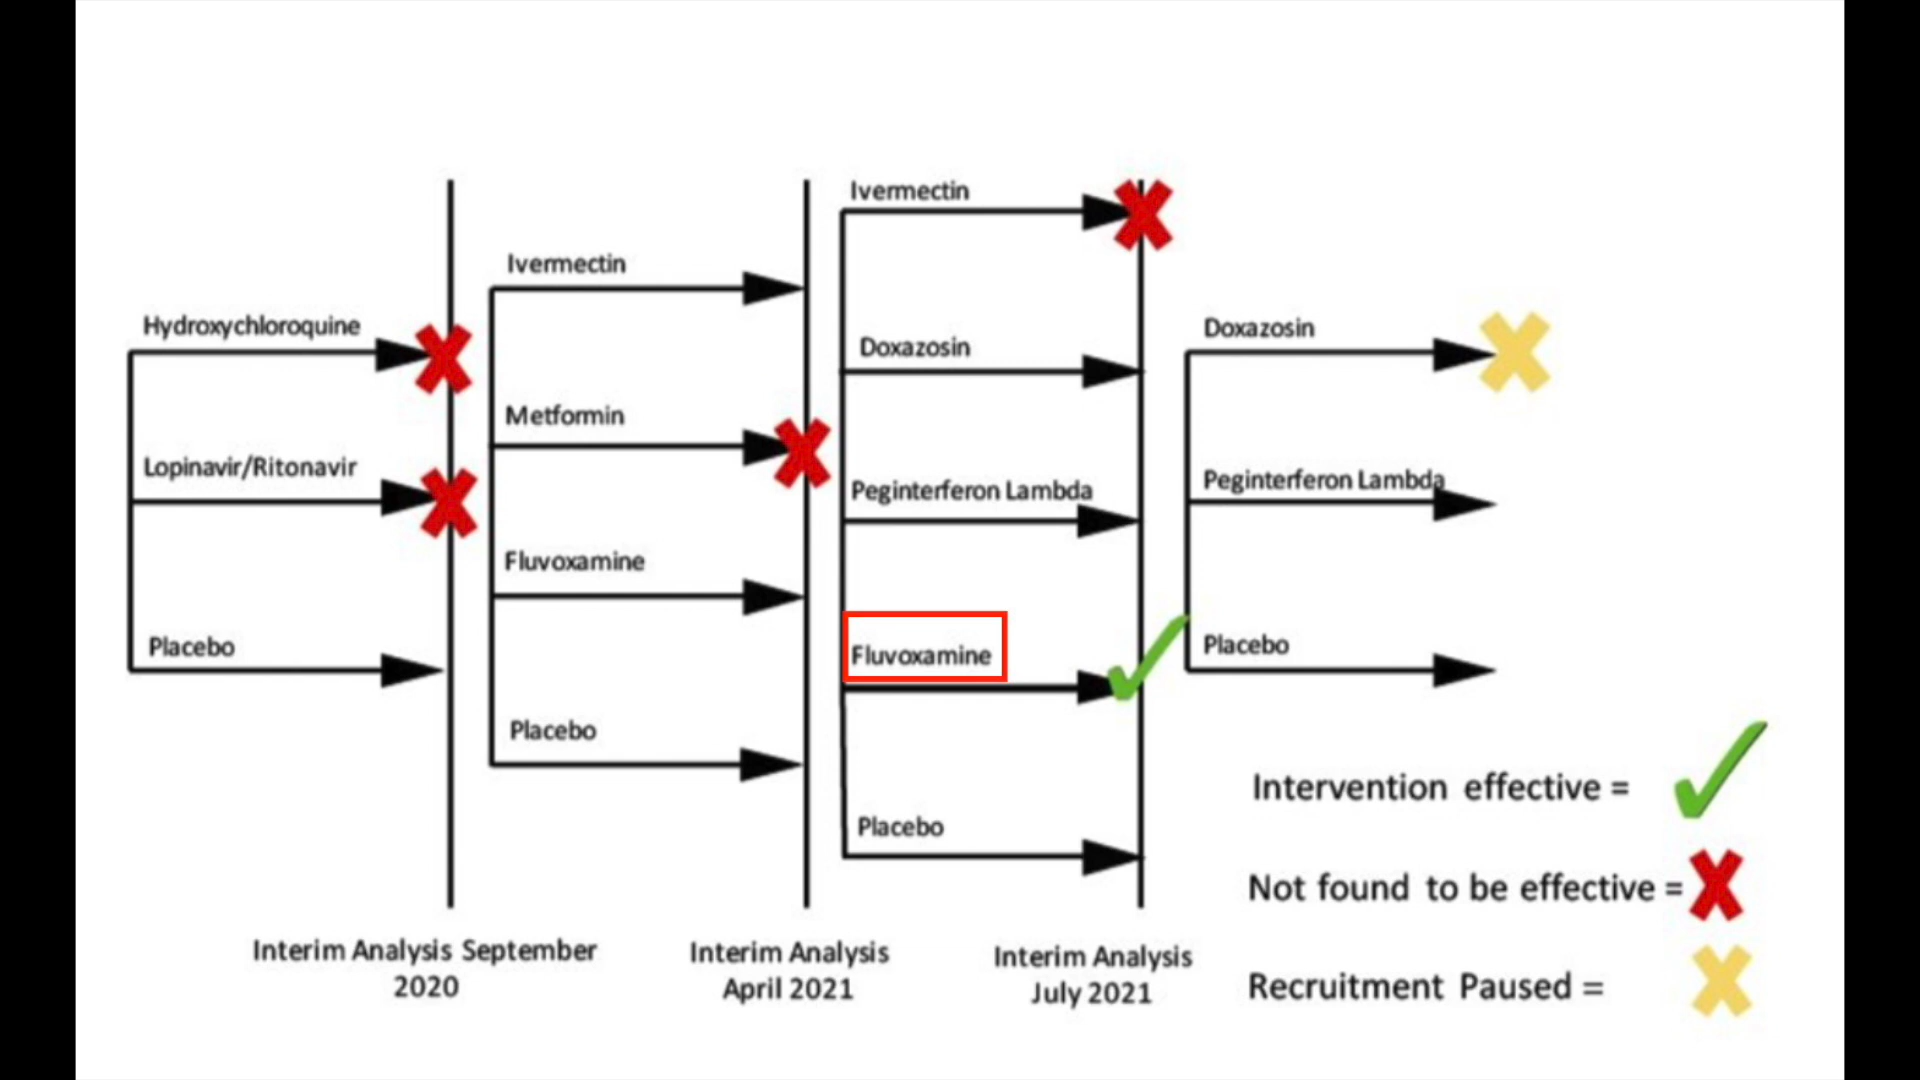 Hydroxychloroquine
Lopinavir/Ritonavir
Placebo
Ivermectin
Metformin
Fluvoxamine
Placebo
Ivermectin
Doxazosin
Peginterferon Lambda
Fluvoxamine
Placebo
Doxazosin
Peginterferon Lambda
Placebo
Interim Analysis September
2020
Interim Analysis
April 2021
Interim Analysis
July 2021
Intervention effective =
Not found to be effective =
Recruitment Paused =